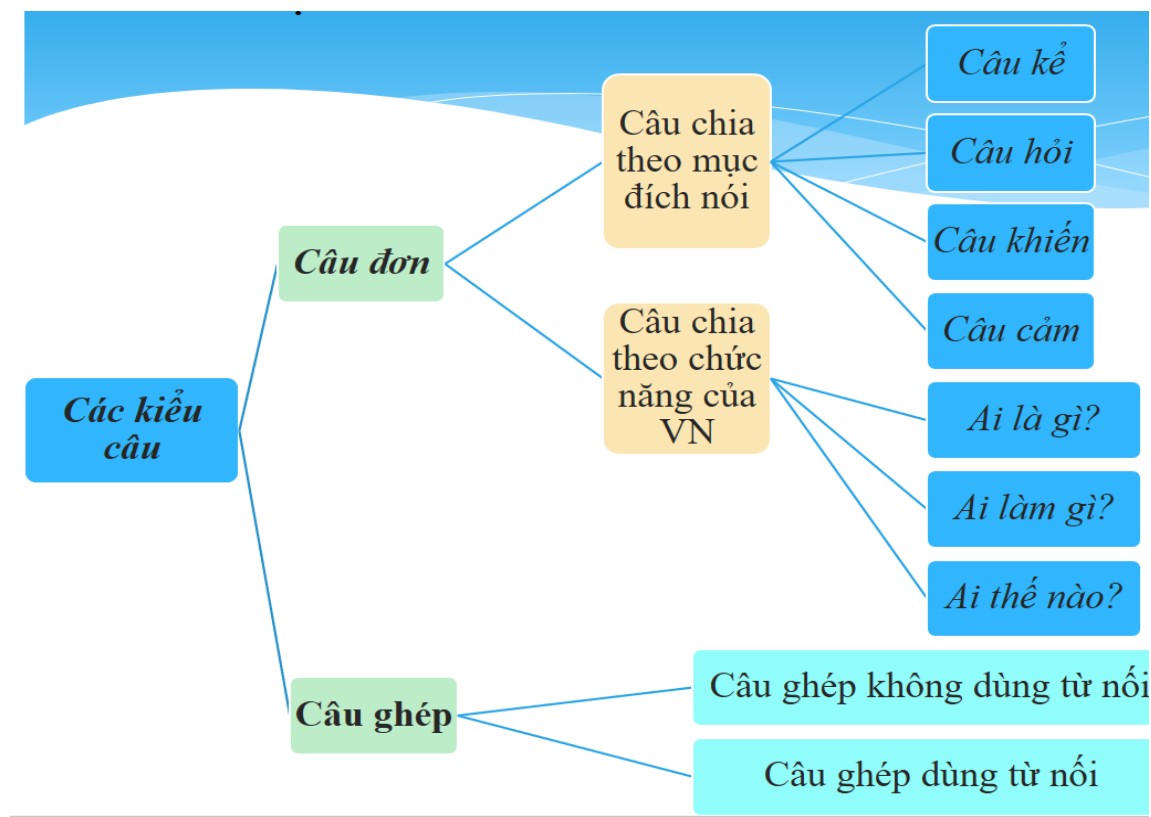 Các kiểu
câu
Câu đơn
Câu chia
theo mục
đích nói
Câu kể
Câu hỏi
Câu khiến
Câu cảm
Câu chia
theo chức
năng của
VN
Ai là gì?
Ai làm gì?
Ai thế nào?
Câu ghép
Câu ghép không dùng từ nối
Câu ghép dùng từ nối